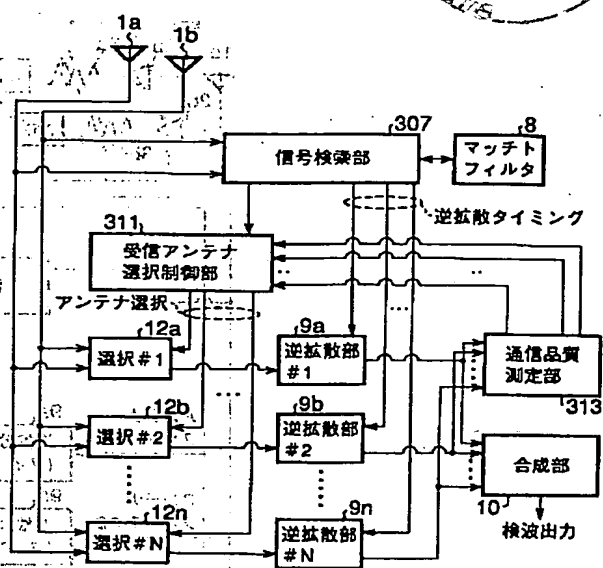 1a
1b
307
信号検索部
8
マッチト
フィルタ
逆拡散タイミング
311
受信アンテナ
選択制御部
アンテナ選択
12a
選択#1
9a
逆拡散部
#1
通信品質
測定部
313
12b
選択#2
9b
逆拡散部
#2
合成部
10
検波出力
12n
選択#N
9n
逆拡散部
#N